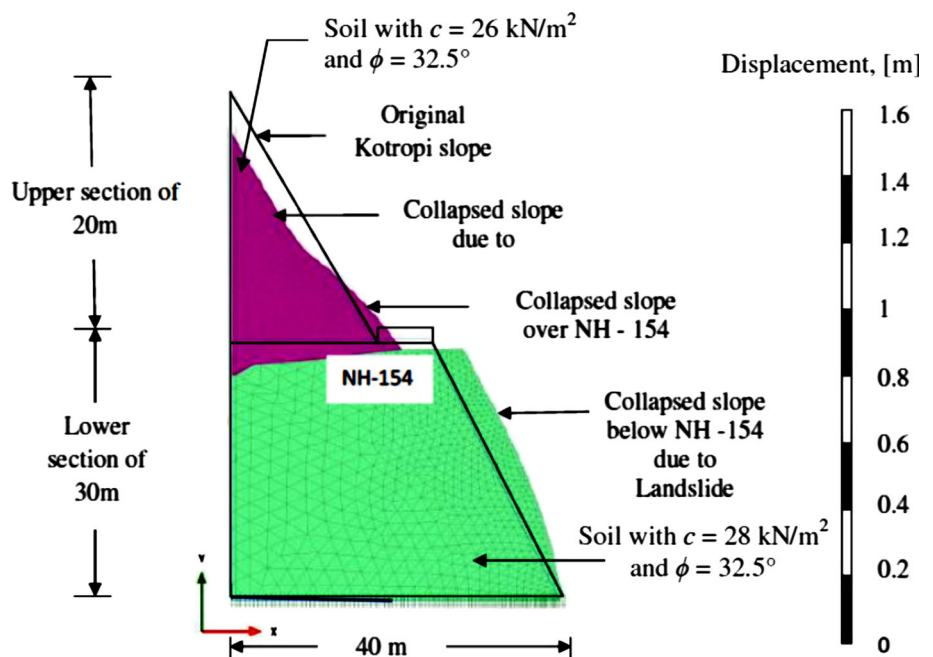 Soil with c = 26 kN/m²
and ϕ = 32.5°
Displacement, [m]
Original
Kotropi slope
Upper section of
20m
Collapsed slope
due to
Collapsed slope
over NH - 154
NH-154
Lower
section of
30m
Collapsed slope
below NH -154
due to
Landslide
Soil with c = 28 kN/m²
and ϕ = 32.5°
Y
x
40 m
1.6
1.4
1.2
1
0.8
0.6
0.4
0.2
0